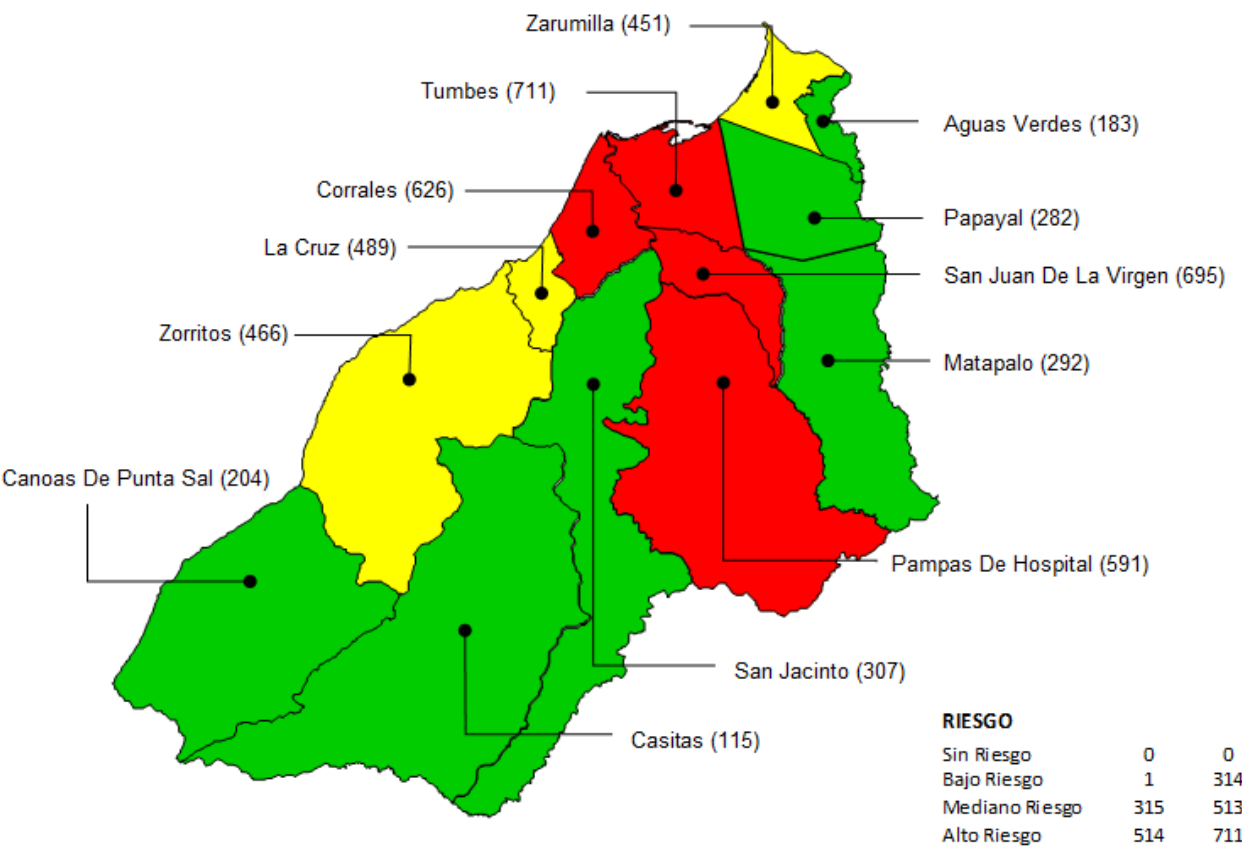 Zarumilla (451)
Tumbes (711)
Aguas Verdes (183)
Corrales (626)
Papayal (282)
La Cruz (489)
San Juan De La Virgen (695)
Zorritos (466)
Matapalo (292)
Canoas De Punta Sal (204)
Pampas De Hospital (591)
San Jacinto (307)
Casitas (115)
RIESGO
Sin Riesgo 0 0
Bajo Riesgo 1 314
Mediano Riesgo 315 513
Alto Riesgo 514 711